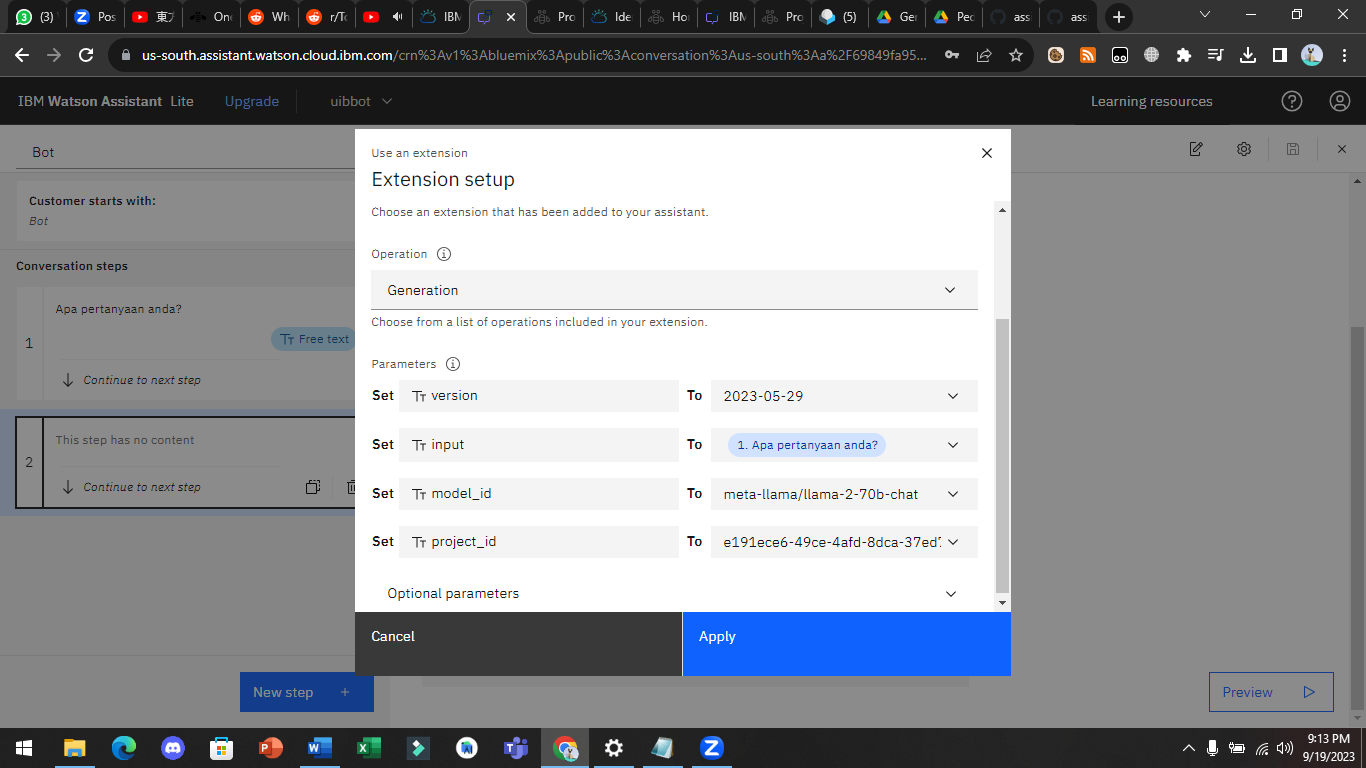 (3)
Pos
東方
On
Wh
r/To
IBM
Pro
Ide
Ho
IBM
Pro
(5)
Ger
Ped
ass
ass
us-south.assistant.watson.cloud.ibm.com/crn%3Av1%3Abluemix%3Apublic%3Aconversation%3Aus-south%3Aa%2F69849fa95...
IBM Watson Assistant Lite
Upgrade
uibbot
Learning resources
Bot
Customer starts with:
Bot
Conversation steps
1
Apa pertanyaan anda?
Free text
Continue to next step
2
This step has no content
Continue to next step
New step +
Preview
Use an extension
Extension setup
Choose an extension that has been added to your assistant.
Operation
Generation
Choose from a list of operations included in your extension.
Parameters
Set version To 2023-05-29
Set input To 1. Apa pertanyaan anda?
Set model_id To meta-llama/llama-2-70b-chat
Set project_id To e191ece6-49ce-4afd-8dca-37ed7
Optional parameters
Cancel
Apply
9:13 PM
9/19/2023